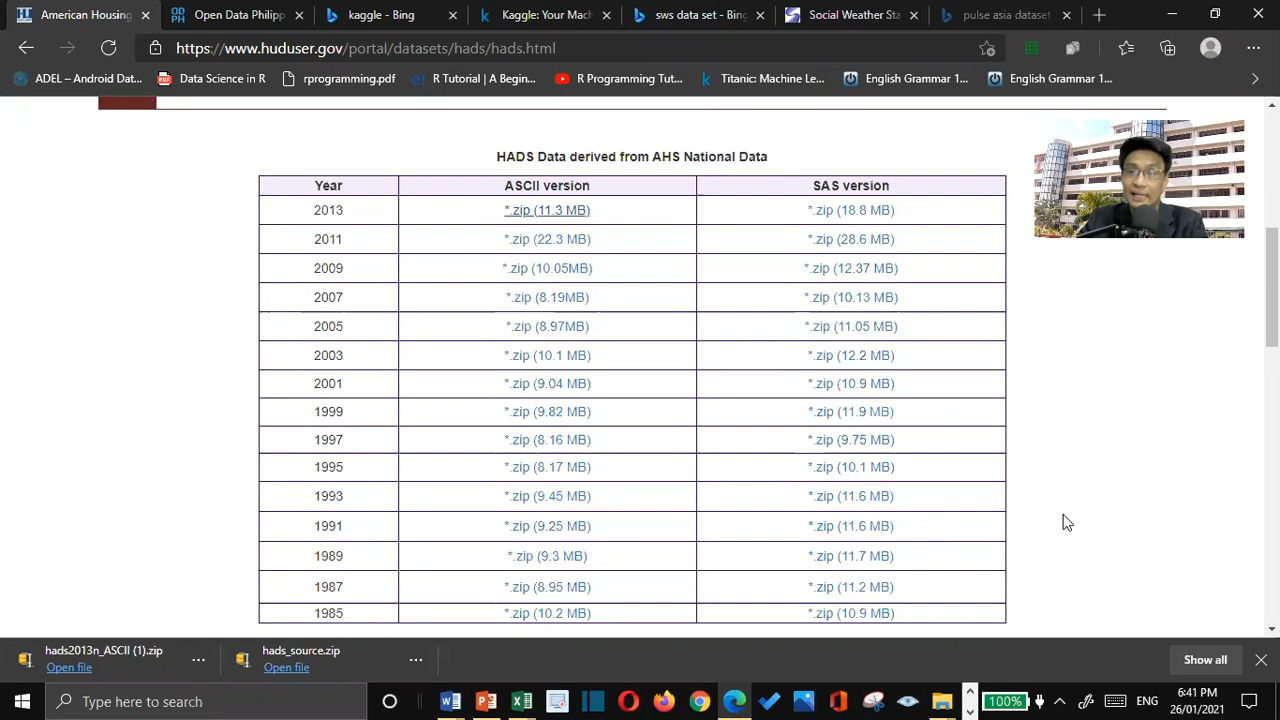 American Housing
Open Data Philipp
kaggle - Bing
Kaggle: Your Mach
sws data set - Bing
Social Weather Sta
pulse asia dataset
https://www.huduser.gov/portal/datasets/hads/hads.html
ADEL – Android Dat...
Data Science in R
rprogramming.pdf
R Tutorial | A Begin...
R Programming Tut...
Titanic: Machine Le...
English Grammar 1...
English Grammar 1...
HADS Data derived from AHS National Data
Year ASCII version SAS version
2013 *.zip (11.3 MB) *.zip (18.8 MB)
2011 *.zip (22.3 MB) *.zip (28.6 MB)
2009 *.zip (10.05MB) *.zip (12.37 MB)
2007 *.zip (8.19MB) *.zip (10.13 MB)
2005 *.zip (8.97MB) *.zip (11.05 MB)
2003 *.zip (10.1 MB) *.zip (12.2 MB)
2001 *.zip (9.04 MB) *.zip (10.9 MB)
1999 *.zip (9.82 MB) *.zip (11.9 MB)
1997 *.zip (8.16 MB) *.zip (9.75 MB)
1995 *.zip (8.17 MB) *.zip (10.1 MB)
1993 *.zip (9.45 MB) *.zip (11.6 MB)
1991 *.zip (9.25 MB) *.zip (11.6 MB)
1989 *.zip (9.3 MB) *.zip (11.7 MB)
1987 *.zip (8.95 MB) *.zip (11.2 MB)
1985 *.zip (10.2 MB) *.zip (10.9 MB)
hads2013n_ASCII (1).zip
Open file
hads_source.zip
Open file
Show all
Type here to search
100%
ENG
6:41 PM
26/01/2021